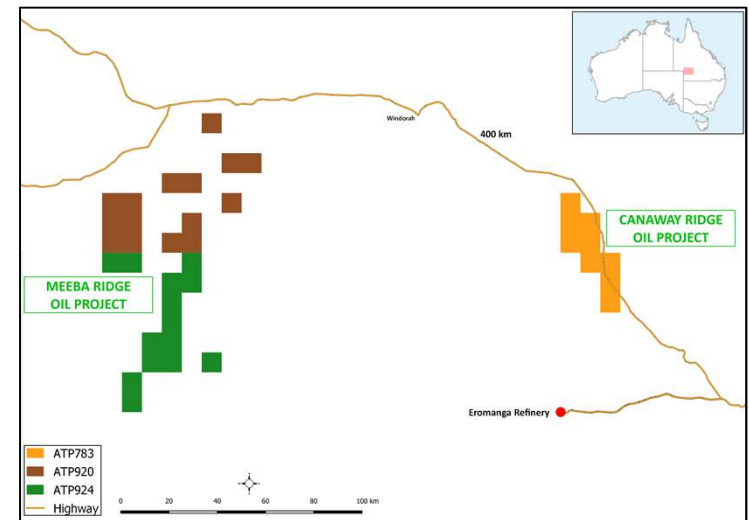 Windorah
400 km
CANAWAY RIDGE
OIL PROJECT
MEEBA RIDGE
OIL PROJECT
Eromanga Refinery
ATP783
ATP920
ATP924
Highway
0 20 40 60 80 100 km